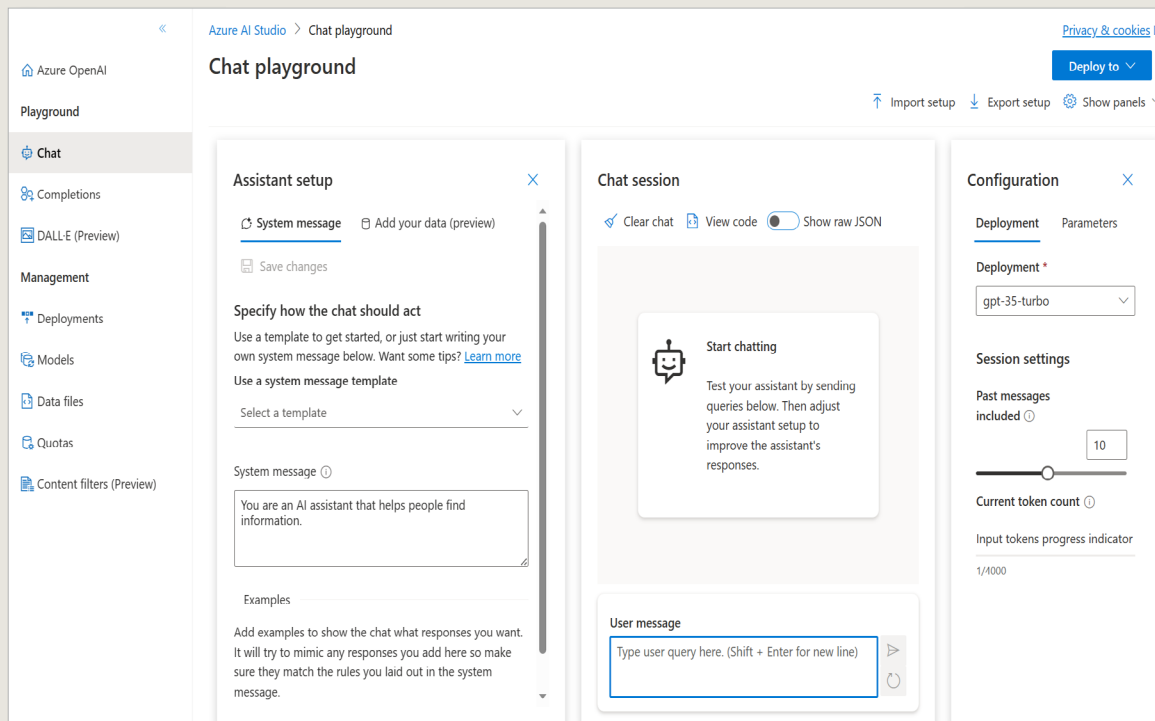 Azure AI Studio > Chat playground
Privacy & cookies
Chat playground
Deploy to
Import setup
Export setup
Show panels
Azure OpenAI
Playground
Chat
Completions
DALL·E (Preview)
Management
Deployments
Models
Data files
Quotas
Content filters (Preview)
Assistant setup
System message
Add your data (preview)
Save changes
Specify how the chat should act
Use a template to get started, or just start writing your
own system message below. Want some tips? Learn more
Use a system message template
Select a template
System message
You are an AI assistant that helps people find
information.
Examples
Add examples to show the chat what responses you want.
It will try to mimic any responses you add here so make
sure they match the rules you laid out in the system
message.
Chat session
Clear chat
View code
Show raw JSON
Start chatting
Test your assistant by sending
queries below. Then adjust
your assistant setup to
improve the assistant's
responses.
User message
Type user query here. (Shift + Enter for new line)
Configuration
Deployment
Parameters
Deployment *
gpt-35-turbo
Session settings
Past messages
included
10
Current token count
Input tokens progress indicator
1/4000